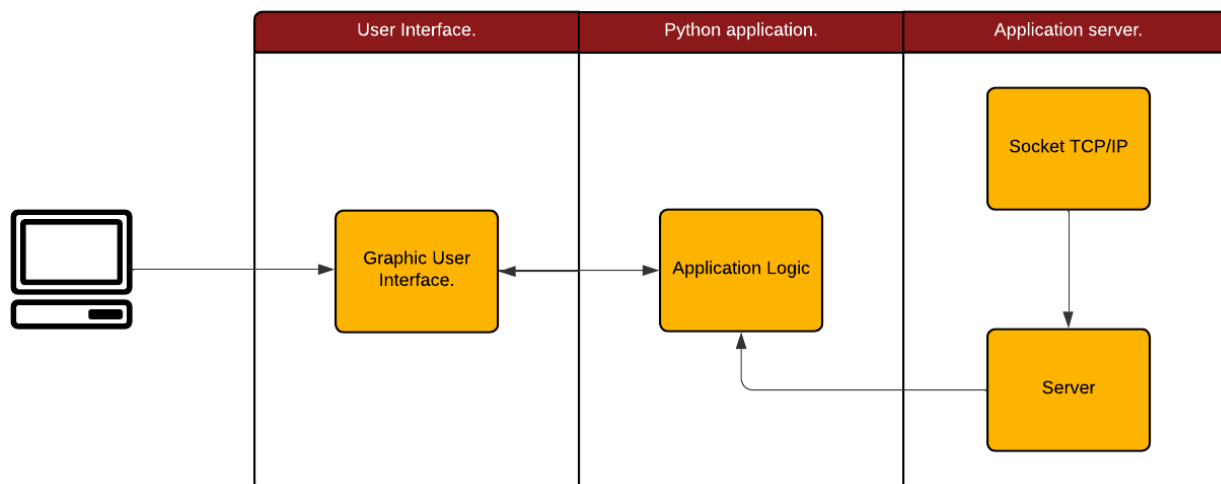 User Interface.
Python application.
Application server.
Socket TCP/IP
Graphic User
Interface.
Application Logic
Server